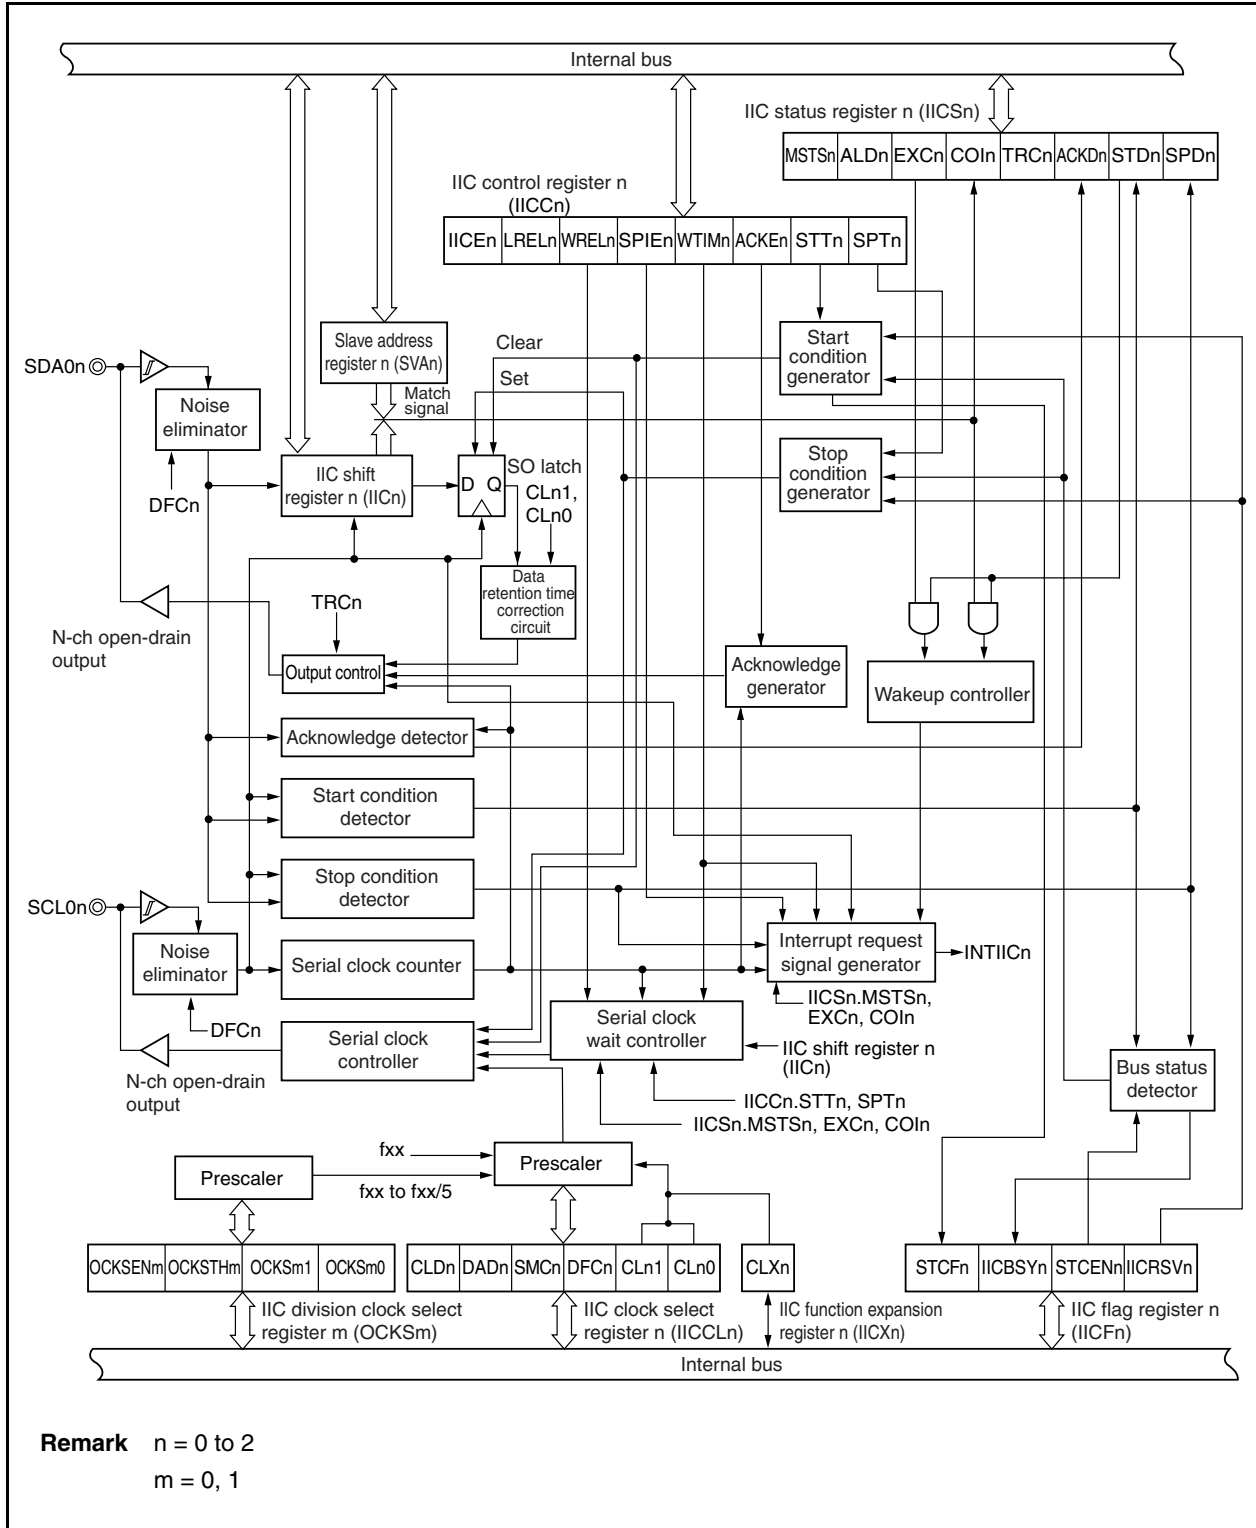 Internal bus
IIC status register n (IICSn)
MSTSn ALDn EXCn COIn TRCn ACKDn STDn SPDn
IIC control register n
(IICCn)
IICEn LRELn WRELn SPIEn WTIMn ACKEn STTn SPTn
Slave address
register n (SVAn)
Clear
Start
condition
generator
SDA0n
Set
Match
signal
Noise
eliminator
Stop
condition
generator
IIC shift
register n (IICn)
D Q
SO latch
CLn1,
CLn0
DFCn
Data
retention time
correction
circuit
TRCn
N-ch open-drain
output
Output control
Acknowledge
generator
Wakeup controller
Acknowledge detector
Start condition
detector
Stop condition
detector
SCL0n
Noise
eliminator
Serial clock counter
Interrupt request
signal generator
INTIICn
IICSn.MSTSn,
EXCn, COIn
DFCn
Serial clock
controller
Serial clock
wait controller
IIC shift register n
(IICn)
Bus status
detector
N-ch open-drain
output
IICCn.STTn, SPTn
IICSn.MSTSn, EXCn, COIn
fxx
Prescaler
Prescaler
fxx to fxx/5
OCKSENm OCKSTHm OCKSm1 OCKSm0
CLDn DADn SMCn DFCn CLn1 CLn0
CLXn
STCFn IICBSYn STCENn IICRSVn
IIC division clock select
register m (OCKSm)
IIC clock select
register n (IICCLn)
IIC function expansion
register n (IICXn)
IIC flag register n
(IICFn)
Internal bus
Remark n = 0 to 2
m = 0, 1